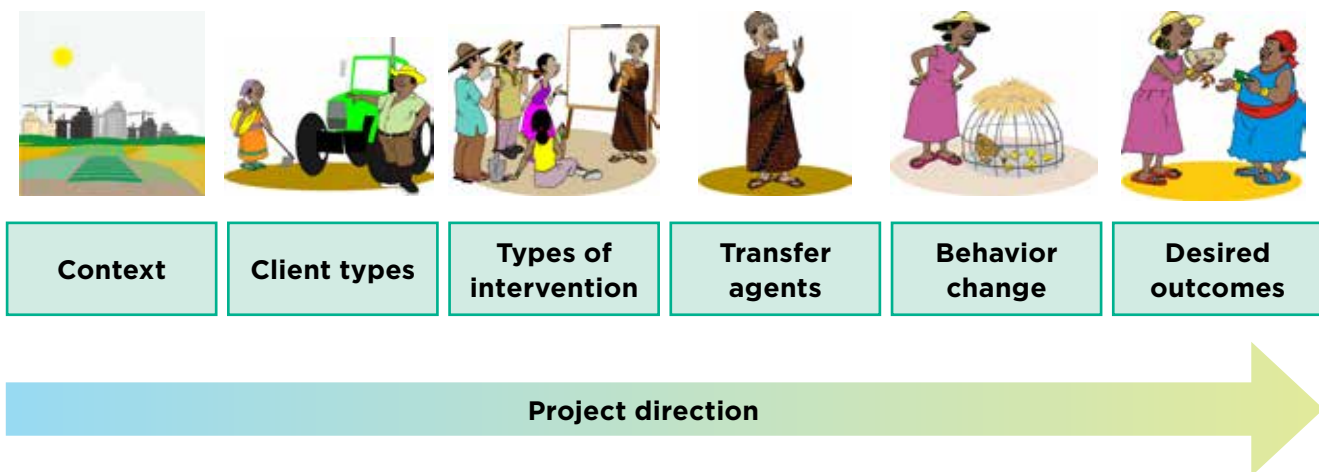 Context
Client types
Types of
intervention
Transfer
agents
Behavior
change
Desired
outcomes
Project direction